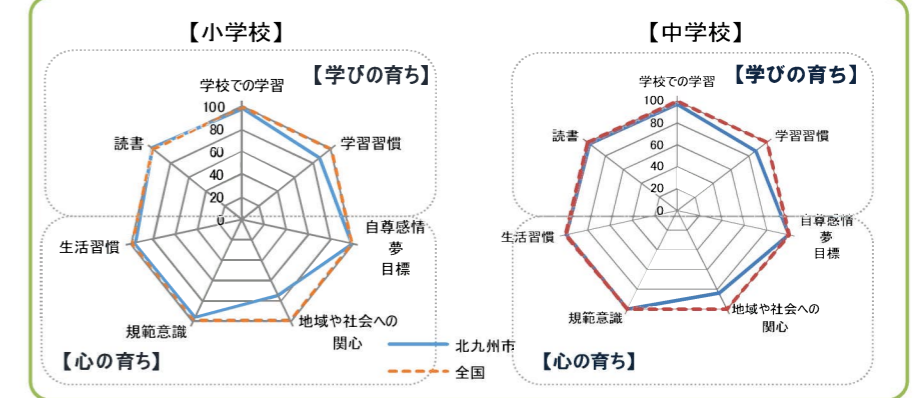 【小学校】
【学びの育ち】
学校での学習
100
80
60
40
20
0
読書
学習習慣
生活習慣
自尊感情
夢
目標
規範意識
地域や社会への
関心
【心の育ち】
北九州市
全国
【中学校】
【学びの育ち】
学校での学習
100
80
60
40
20
0
読書
学習習慣
生活習慣
自尊感情
夢
目標
規範意識
地域や社会への
関心
【心の育ち】